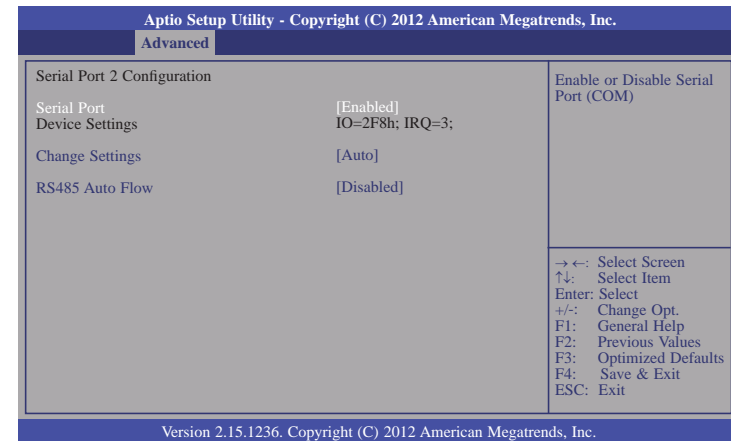 Aptio Setup Utility - Copyright (C) 2012 American Megatrends, Inc.
Advanced
Serial Port 2 Configuration
Serial Port [Enabled]
Device Settings IO=2F8h; IRQ=3;
Change Settings [Auto]
RS485 Auto Flow [Disabled]
Enable or Disable Serial
Port (COM)
→←: Select Screen
↑↓: Select Item
Enter: Select
+/-: Change Opt.
F1: General Help
F2: Previous Values
F3: Optimized Defaults
F4: Save & Exit
ESC: Exit
Version 2.15.1236. Copyright (C) 2012 American Megatrends, Inc.